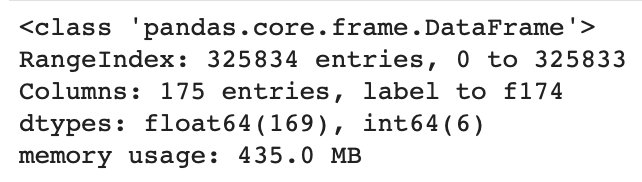 <class 'pandas.core.frame.DataFrame'>
RangeIndex: 325834 entries, 0 to 325833
Columns: 175 entries, label to f174
dtypes: float64(169), int64(6)
memory usage: 435.0 MB